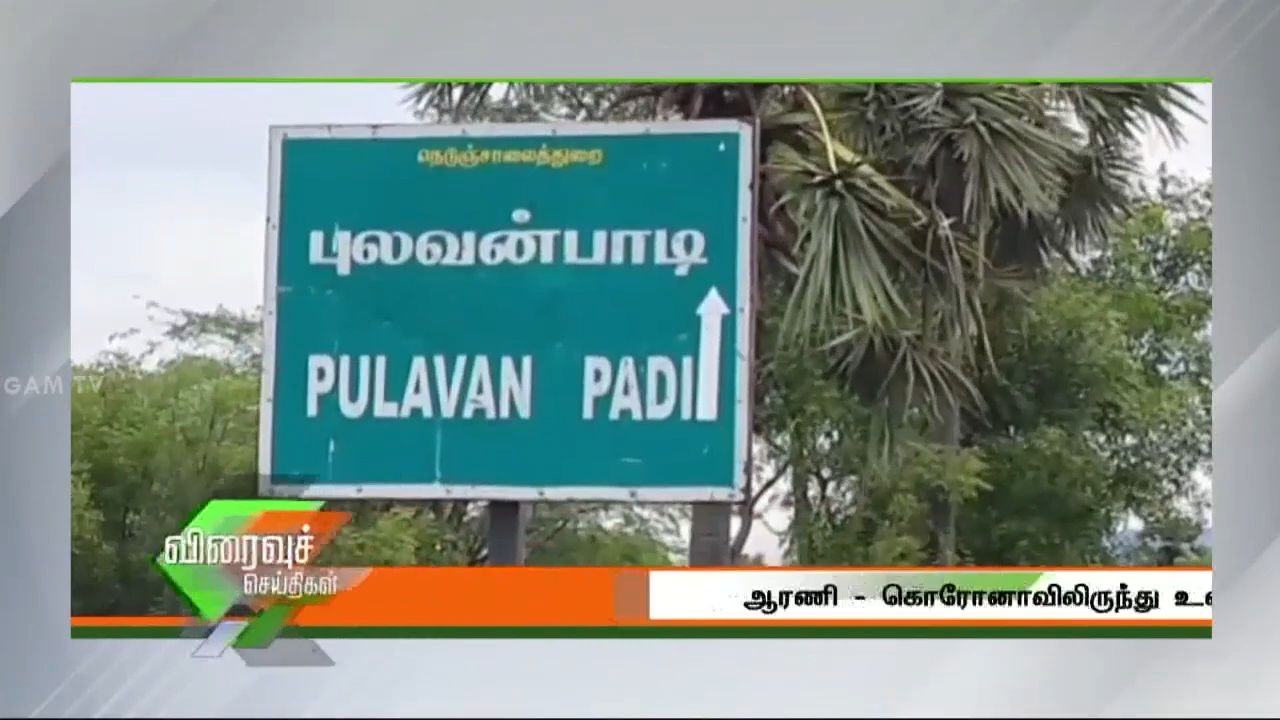 நெடுஞ்சாலைத்துறை
புலவன்பாடி
PULAVAN PADI
GAM TV
விரைவுச்
செய்திகள்
ஆரணி - கொரோனாவிலிருந்து